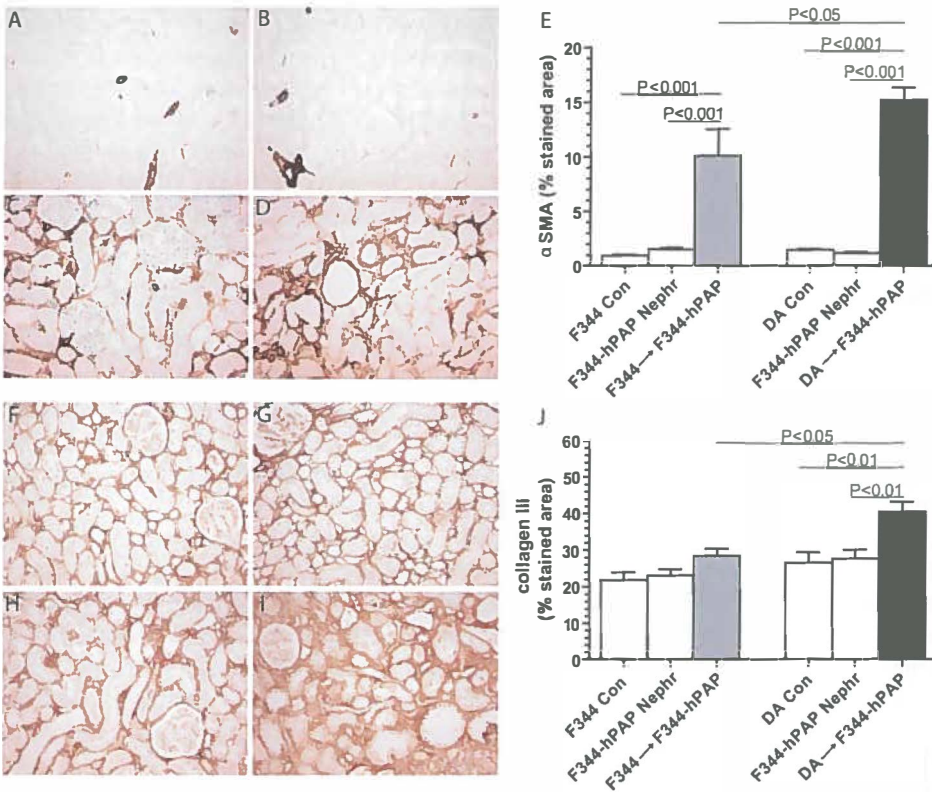 A
B
C
D
E
P<0.05
P<0.001
P<0.001
P<0.001
P<0.001
20
15
10
5
0
α SMA (% stained area)
F344 Con
F344-hPAP Nephr
F344→F344-hPAP
DA Con
F344-hPAP Nephr
DA→F344-hPAP
F
G
H
I
J
P<0.05
P<0.01
P<0.01
60
50
40
30
20
10
0
collagen III
(% stained area)
F344 Con
F344-hPAP Nephr
F344→F344-hPAP
DA Con
F344-hPAP Nephr
DA→F344-hPAP